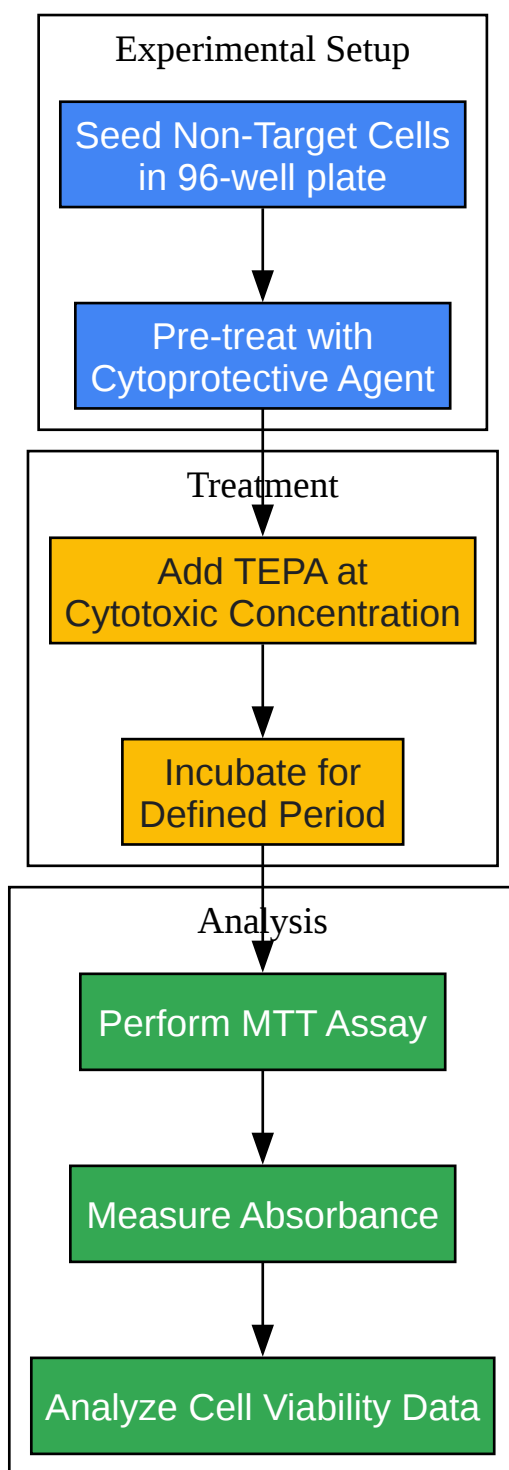 Experimental Setup
Seed Non-Target Cells
in 96-well plate
Pre-treat with
Cytoprotective Agent
Treatment
Add TEPA at
Cytotoxic Concentration
Incubate for
Defined Period
Analysis
Perform MTT Assay
Measure Absorbance
Analyze Cell Viability Data